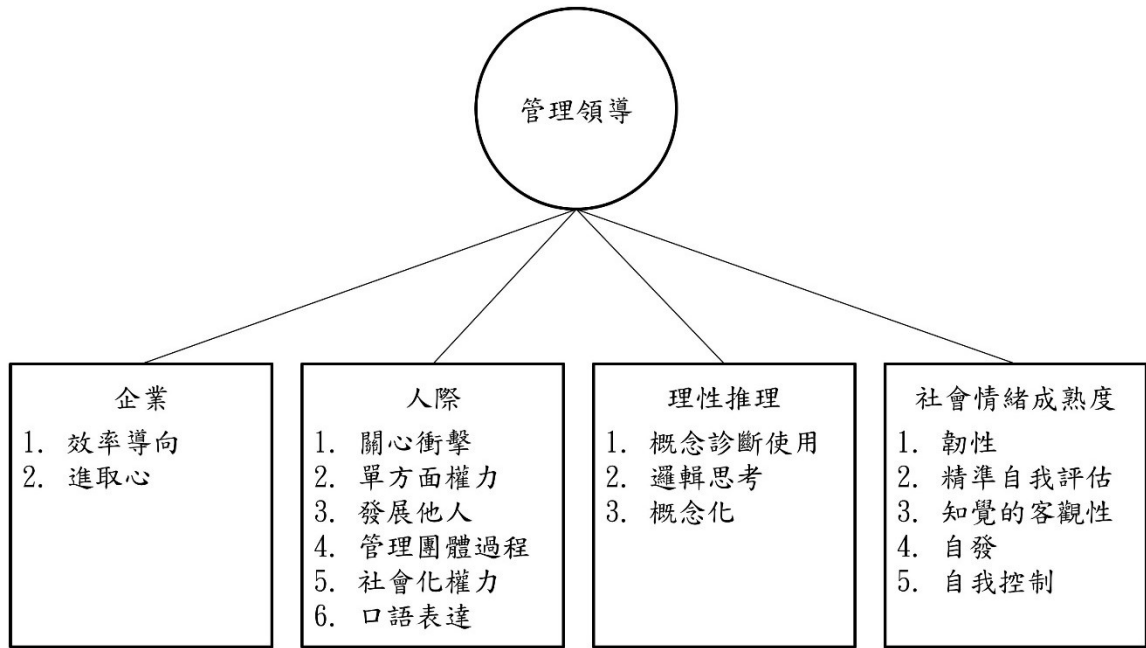 管理領導
企業
1. 效率導向
2. 進取心
人際
1. 關心衝擊
2. 單方面權力
3. 發展他人
4. 管理團體過程
5. 社會化權力
6. 口語表達
理性推理
1. 概念診斷使用
2. 邏輯思考
3. 概念化
社會情緒成熟度
1. 韌性
2. 精準自我評估
3. 知覺的客觀性
4. 自發
5. 自我控制